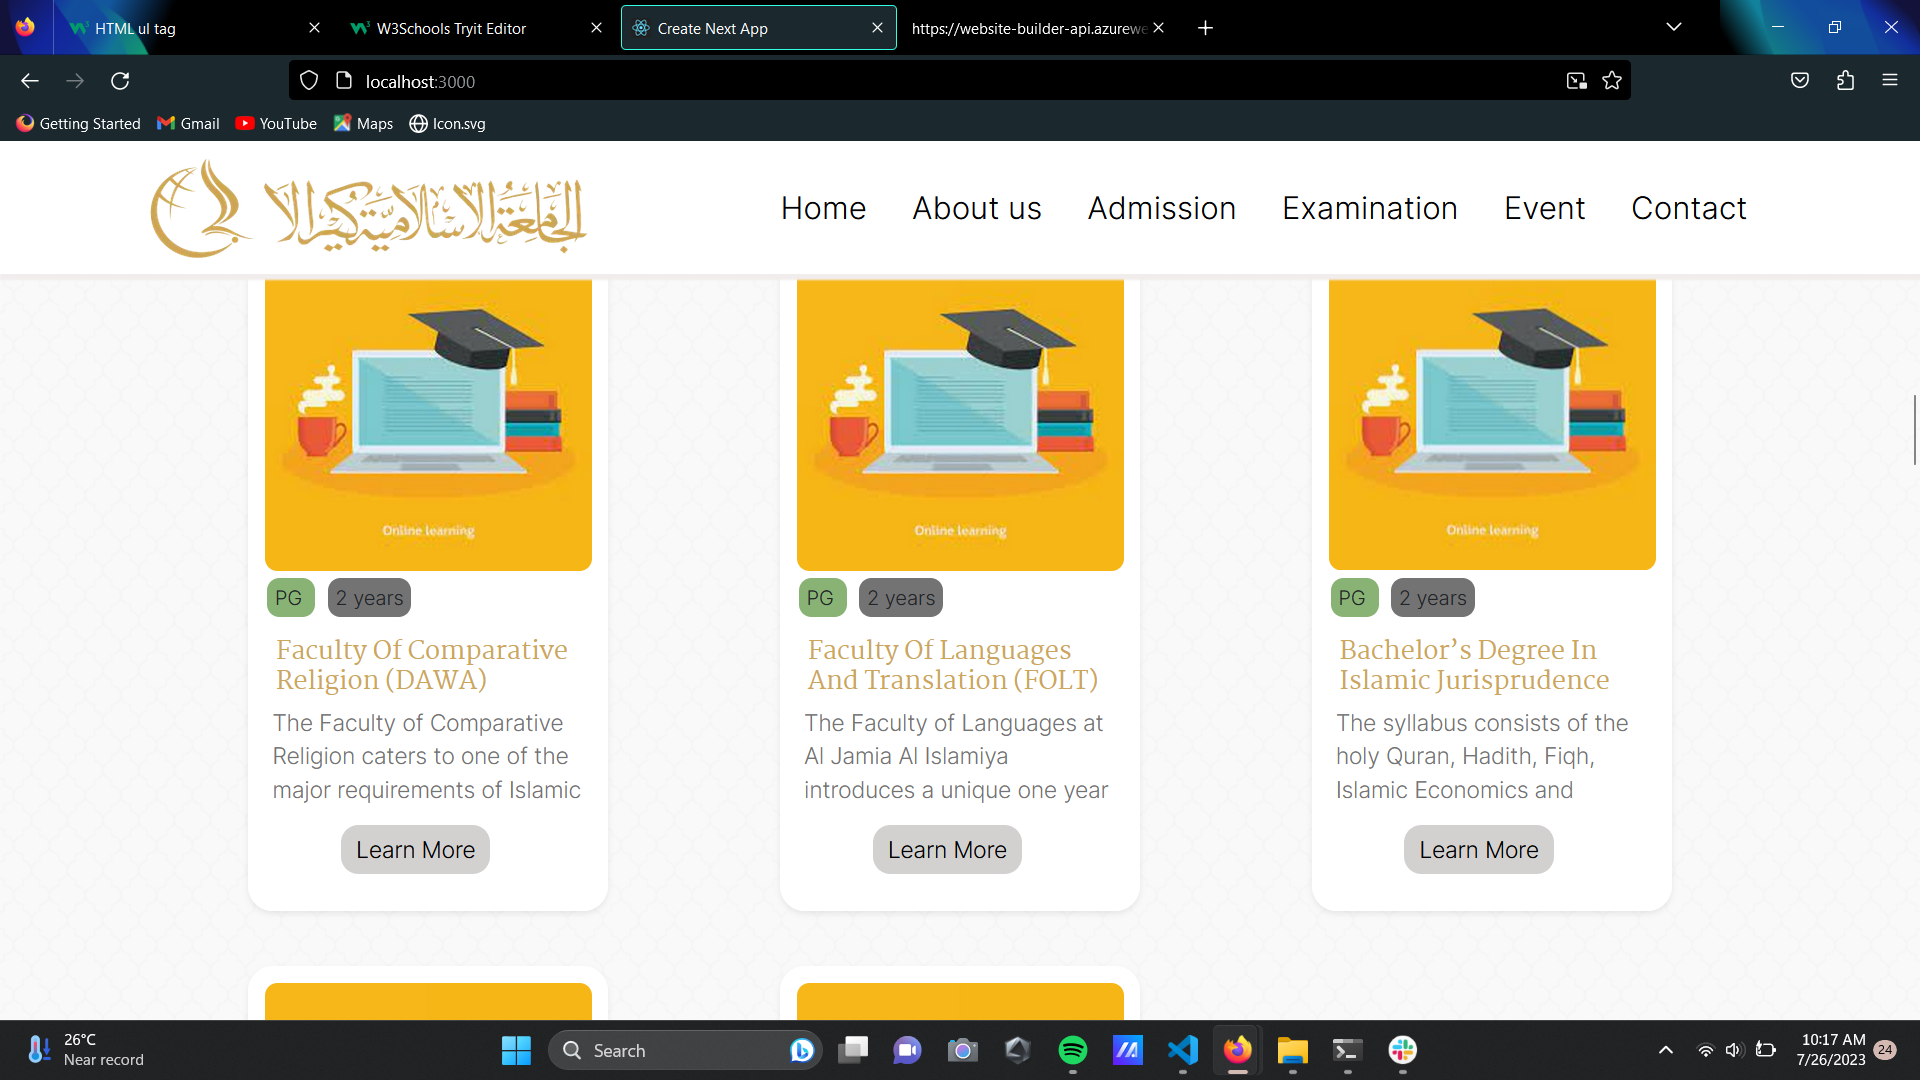 HTML ul tag
W3Schools Tryit Editor
Create Next App
https://website-builder-api.azurewe
localhost:3000
Getting Started
Gmail
YouTube
Maps
Icon.svg
الجامعة الاسلامية كيرالا
Home
About us
Admission
Examination
Event
Contact
Online learning
Online learning
Online learning
PG
2 years
PG
2 years
PG
2 years
Faculty Of Comparative
Religion (DAWA)
The Faculty of Comparative
Religion caters to one of the
major requirements of Islamic
Learn More
Faculty Of Languages
And Translation (FOLT)
The Faculty of Languages at
Al Jamia Al Islamiya
introduces a unique one year
Learn More
Bachelor’s Degree In
Islamic Jurisprudence
The syllabus consists of the
holy Quran, Hadith, Fiqh,
Islamic Economics and
Learn More
26°C
Near record
Search
10:17 AM
7/26/2023
24